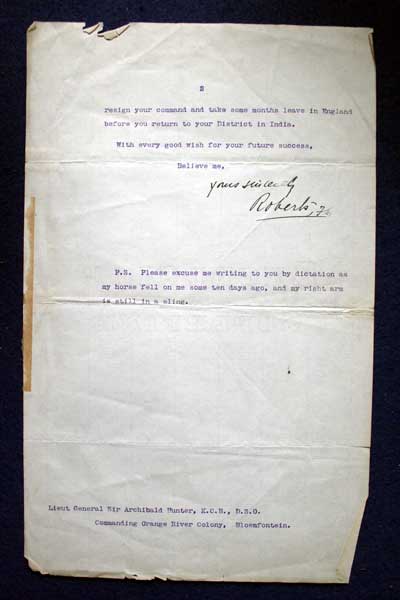 2
resign your command and take some months leave in England
before you return to your District in India.
With every good wish for your future success,
Believe me,
yours sincerely
Roberts, F.M.
P.S. Please excuse me writing to you by dictation as
my horse fell on me some ten days ago, and my right arm
is still in a sling.
Lieut General Sir Archibald Hunter, K.C.B., D.S.O.
Commanding Orange River Colony, Bloemfontein.